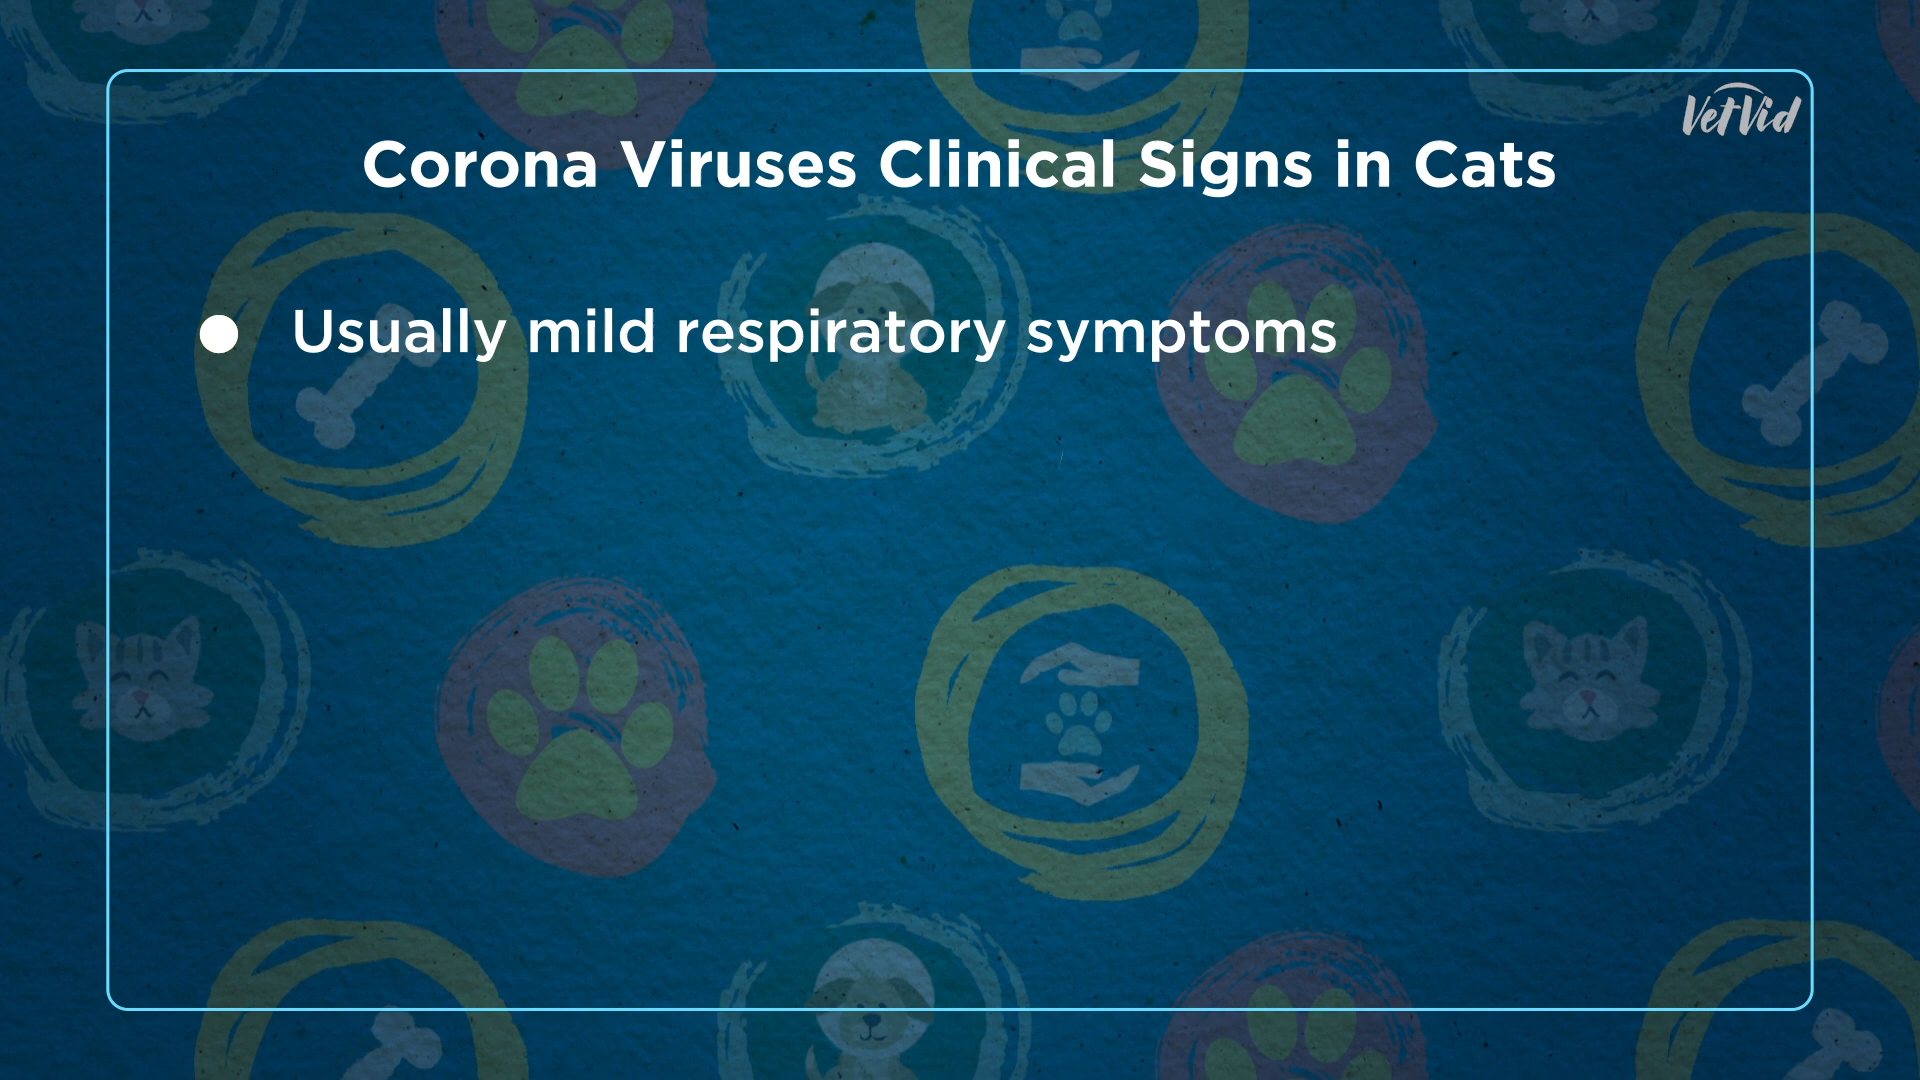 VetVid
Corona Viruses Clinical Signs in Cats
● Usually mild respiratory symptoms